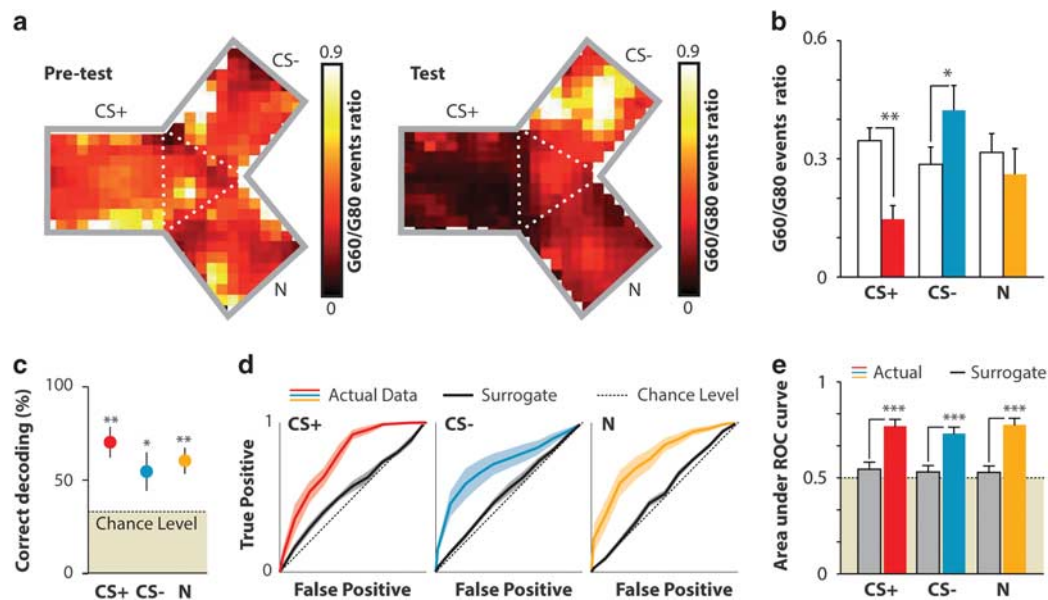 a
Pre-test
CS+
CS-
N
0.9
G60/G80 events ratio
0
Test
CS+
CS-
N
0.9
G60/G80 events ratio
0
b
G60/G80 events ratio
0.6
0.3
0
**
*
CS+ CS- N
c
Correct decoding (%)
100
50
0
**
*
**
Chance Level
CS+ CS- N
d
Actual Data Surrogate Chance Level
True Positive
1
0
CS+
CS-
N
False Positive False Positive False Positive
e
Actual Surrogate
Area under ROC curve
1
0.5
0
***
***
***
CS+ CS- N